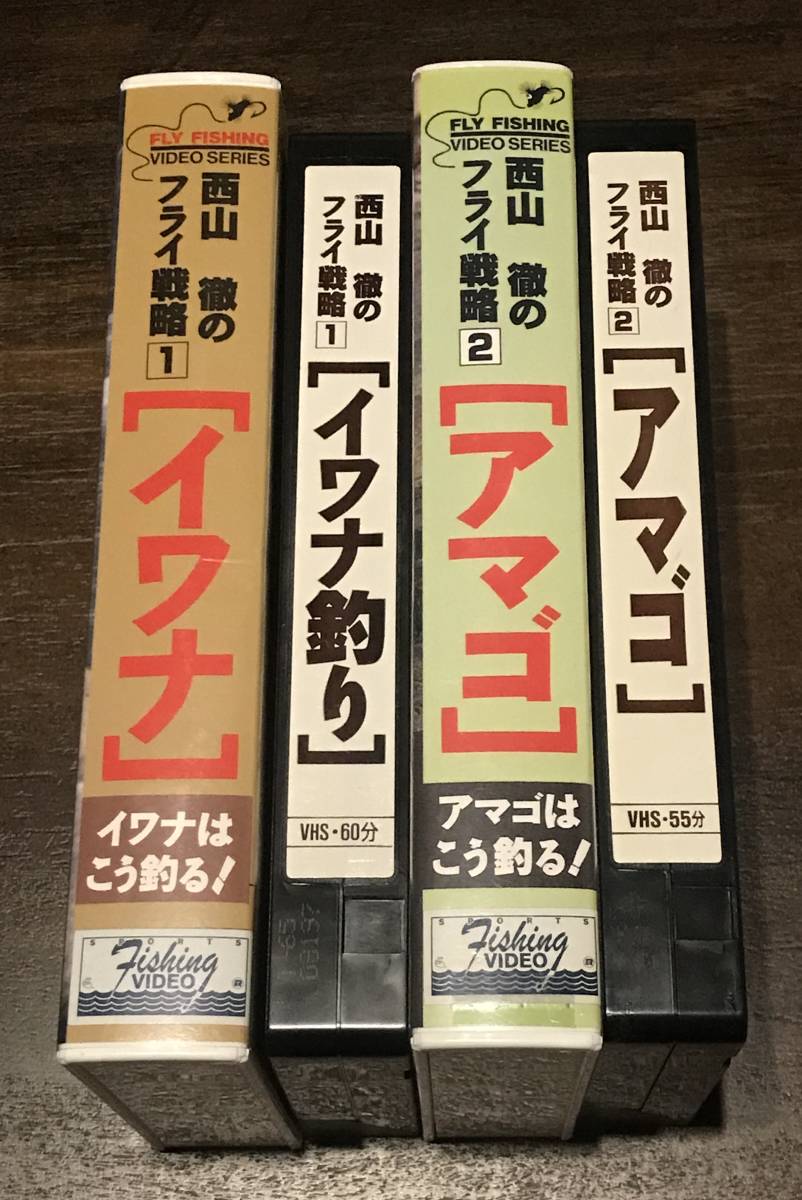 FLY FISHING
VIDEO SERIES
西山 徹の
フライ戦略1
[イワナ]
イワナは
こう釣る!
SPORTS
Fishing
VIDEO
®
西山 徹の
フライ戦略1
[イワナ釣り]
VHS・60分
FLY FISHING
VIDEO SERIES
西山 徹の
フライ戦略2
[アマゴ]
アマゴは
こう釣る!
SPORTS
Fishing
VIDEO
®
西山 徹の
フライ戦略2
[アマゴ]
VHS・55分